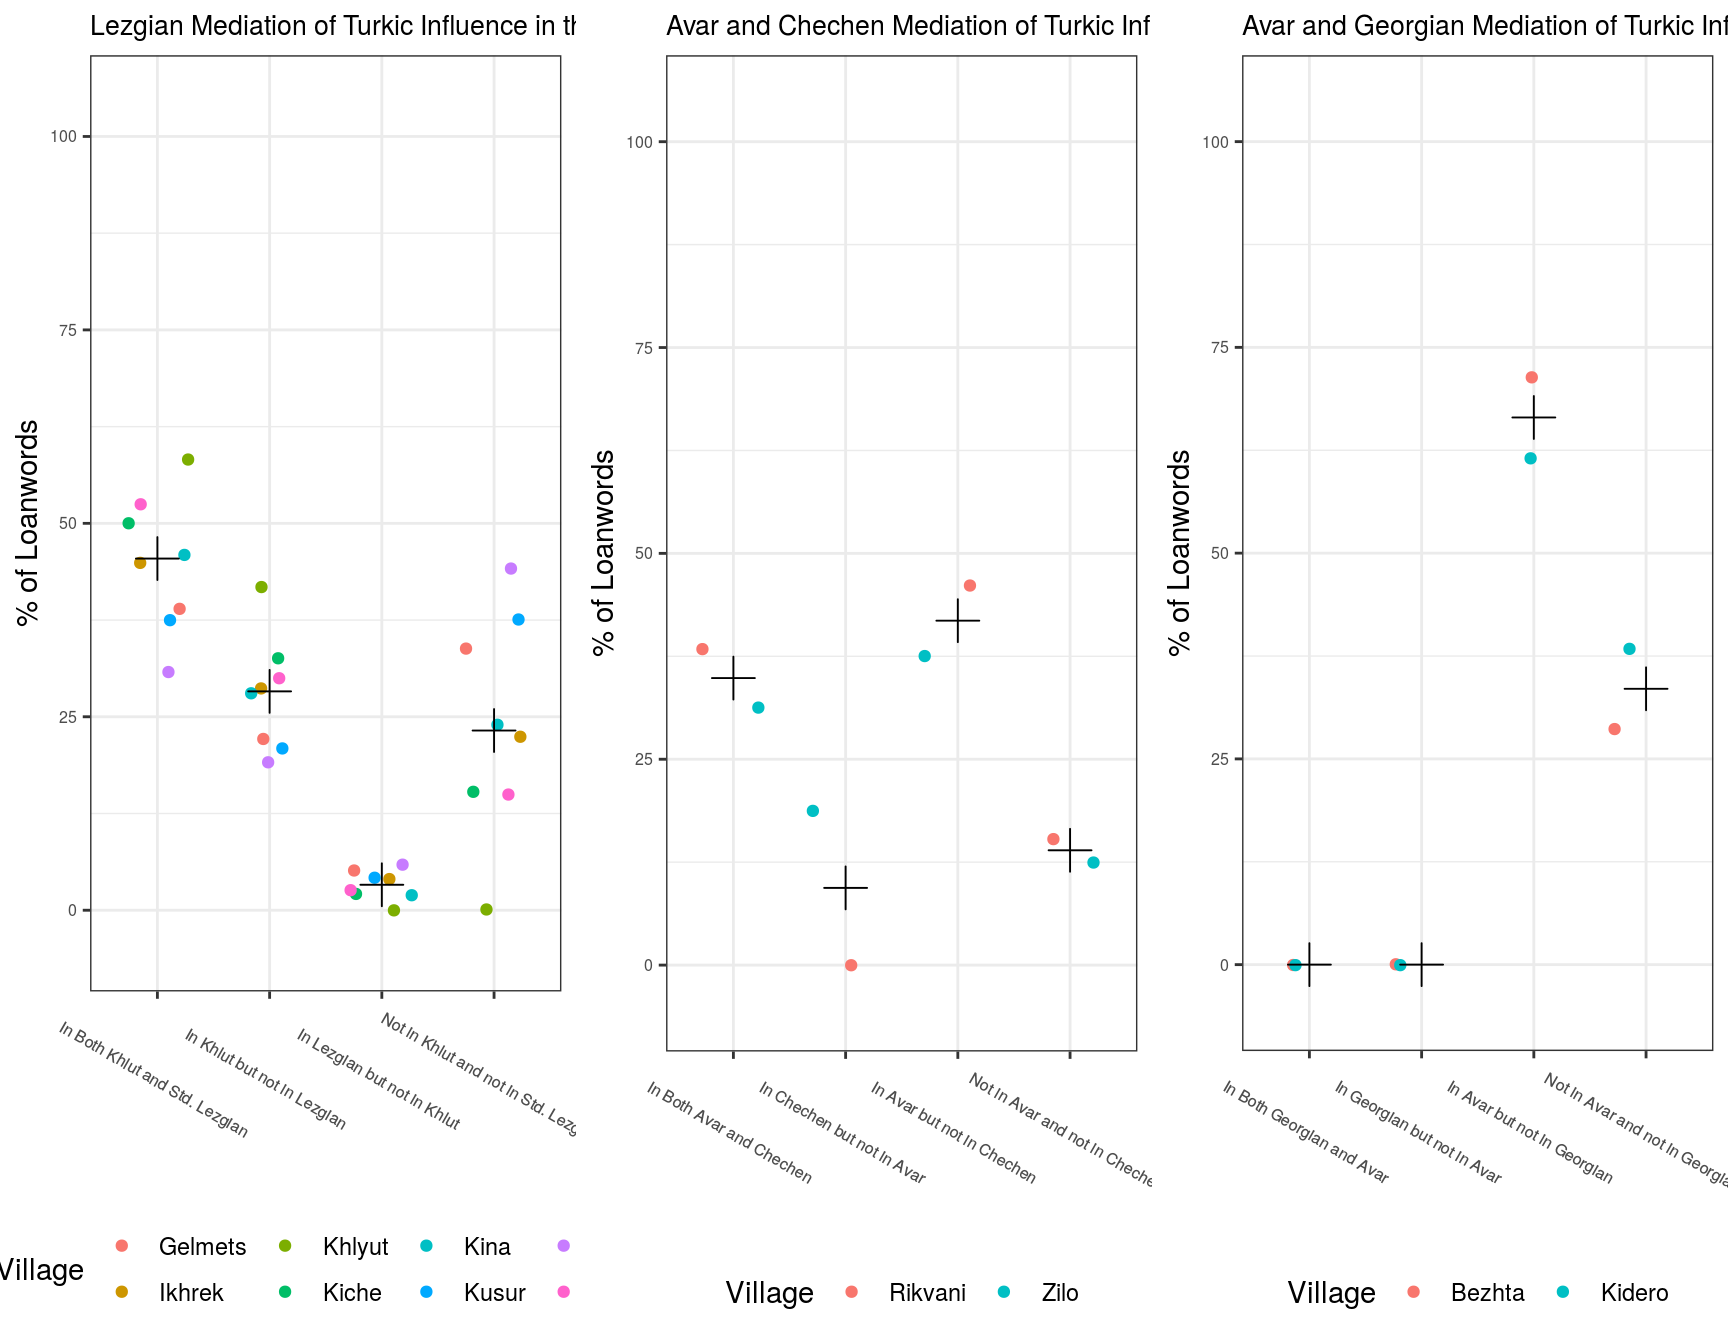 Lezgian Mediation of Turkic Influence in th
% of Loanwords
100
75
50
25
0
In Both Khlut and Std. Lezgian
In Khlut but not in Lezgian
In Lezgian but not in Khlut
Not in Khlut and not in Std. Lezg
Village
Gelmets
Khlyut
Kina
Ikhrek
Kiche
Kusur
Avar and Chechen Mediation of Turkic Inf
% of Loanwords
100
75
50
25
0
In Both Avar and Chechen
In Chechen but not in Avar
In Avar but not in Chechen
Not in Avar and not in Cheche
Village
Rikvani
Zilo
Avar and Georgian Mediation of Turkic Inf
% of Loanwords
100
75
50
25
0
In Both Georgian and Avar
In Georgian but not in Avar
In Avar but not in Georgian
Not in Avar and not in Georgia
Village
Bezhta
Kidero